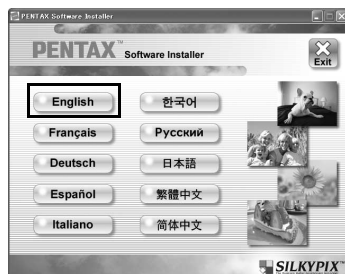 PENTAX Software Installer
PENTAX™ Software Installer
Exit
English
한국어
Français
Русский
Deutsch
日本語
Español
繁體中文
Italiano
简体中文
SILKYPIX